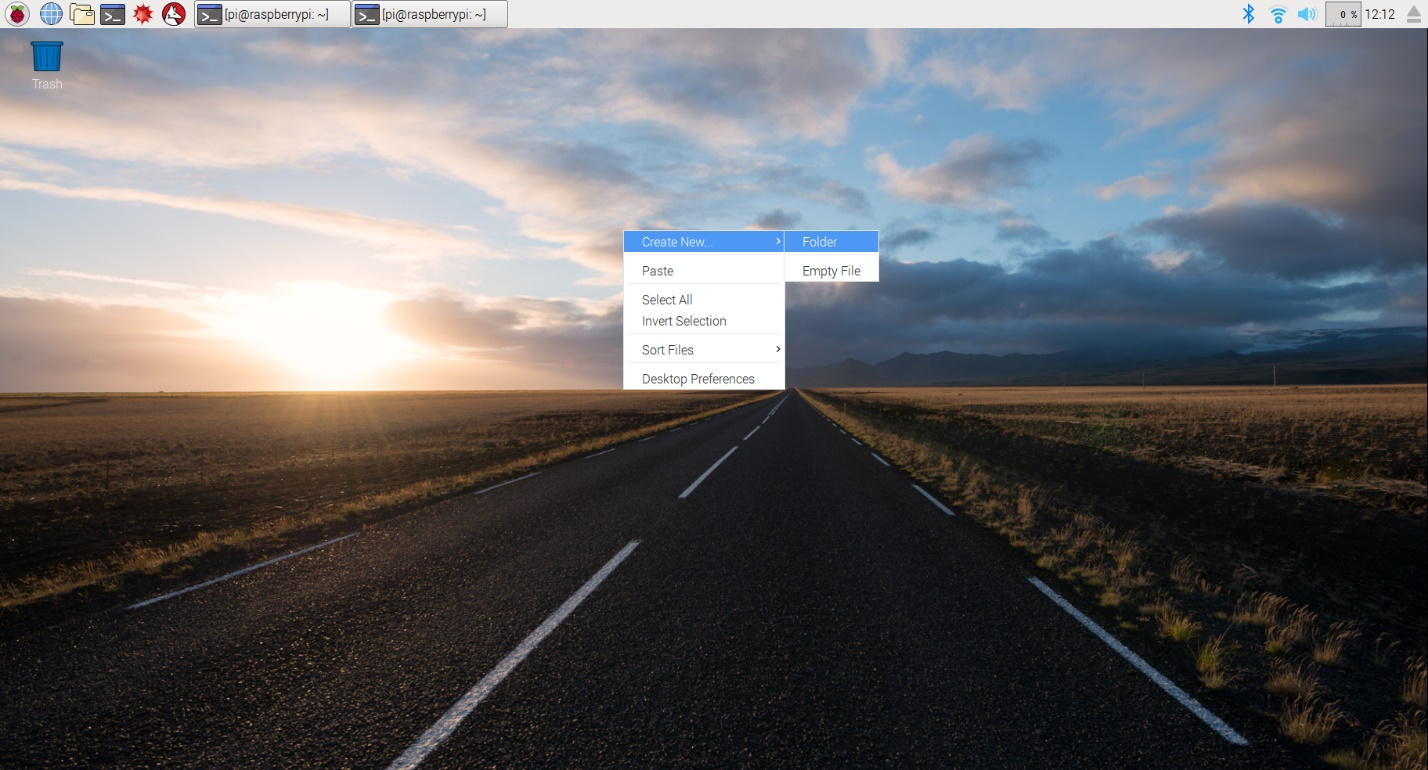 [pi@raspberrypi: ~]
[pi@raspberrypi: ~]
0 %
12:12
Trash
Create New...
Folder
Paste
Empty File
Select All
Invert Selection
Sort Files
Desktop Preferences